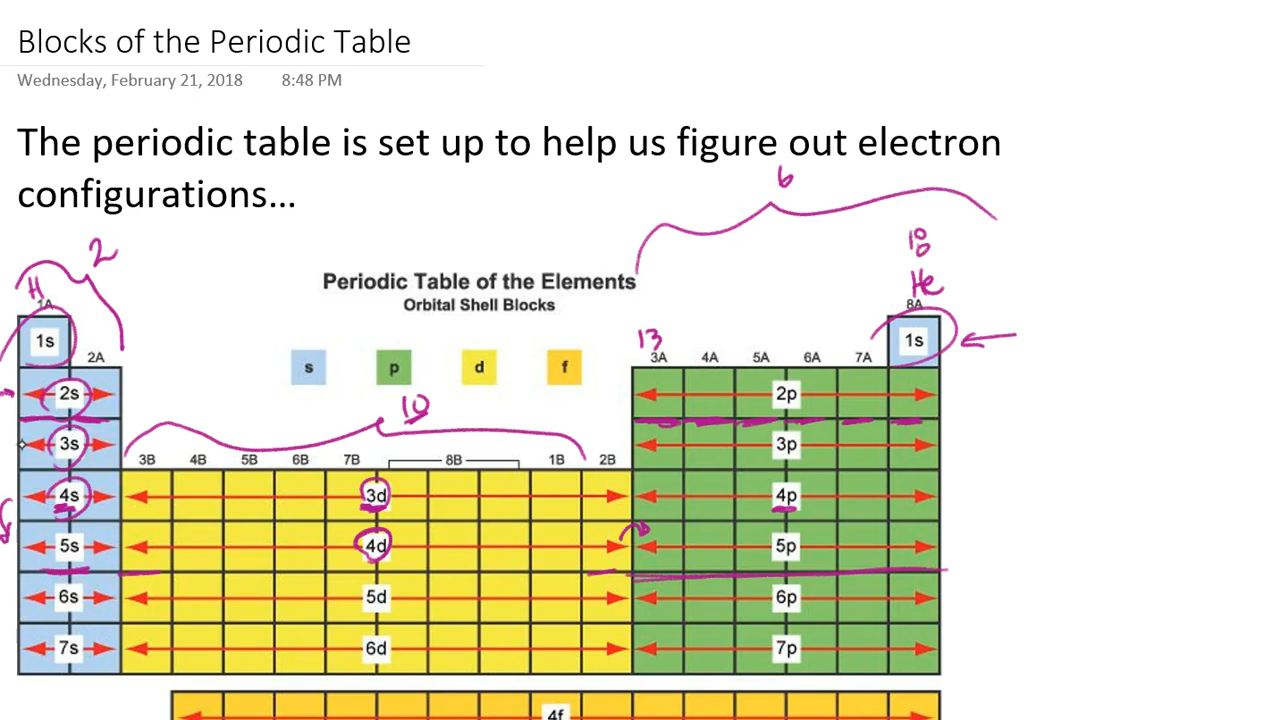 Blocks of the Periodic Table
Wednesday, February 21, 2018 8:48 PM
The periodic table is set up to help us figure out electron
configurations...
6
2
18
H
He
Periodic Table of the Elements
Orbital Shell Blocks
1A
8A
1s
13
1s
2A
s
p
d
f
3A 4A 5A 6A 7A
2s
10
2p
3s
3p
3B 4B 5B 6B 7B 8B 1B 2B
4s 3d 4p
5s 4d 5p
6s 5d 6p
7s 6d 7p
4f